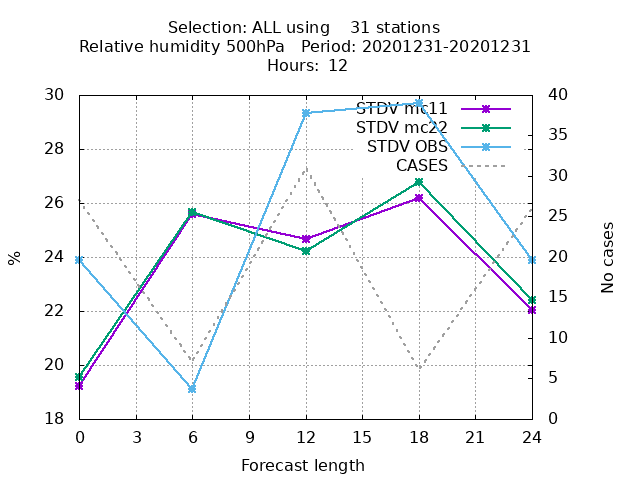 Selection: ALL using    31 stations
Relative humidity 500hPa   Period: 20201231-20201231
Hours: 12
30
28
26
24
22
20
18
%
40
35
30
25
20
15
10
5
0
No cases
STDV mc11
STDV mc22
STDV OBS
CASES
0 3 6 9 12 15 18 21 24
Forecast length